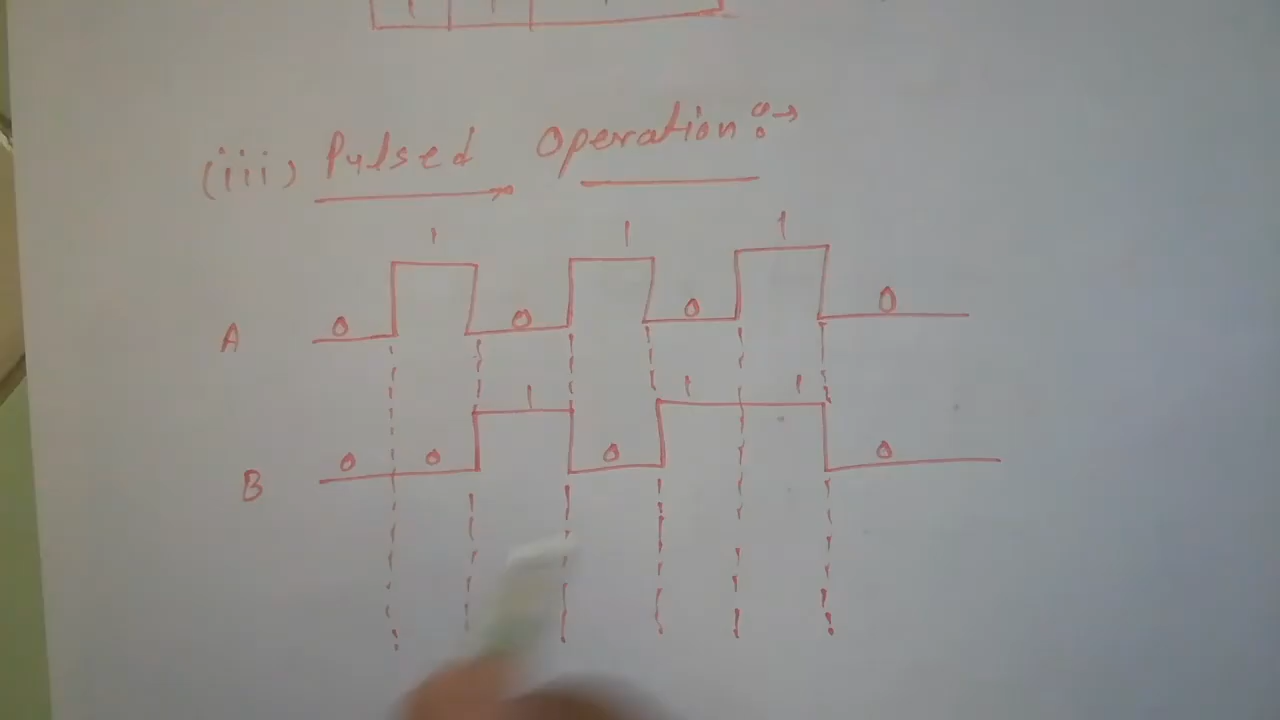 (iii) Pulsed Operation:→
1 1 1
A 0 0 0 0
1 1 1
B 0 0 0 0